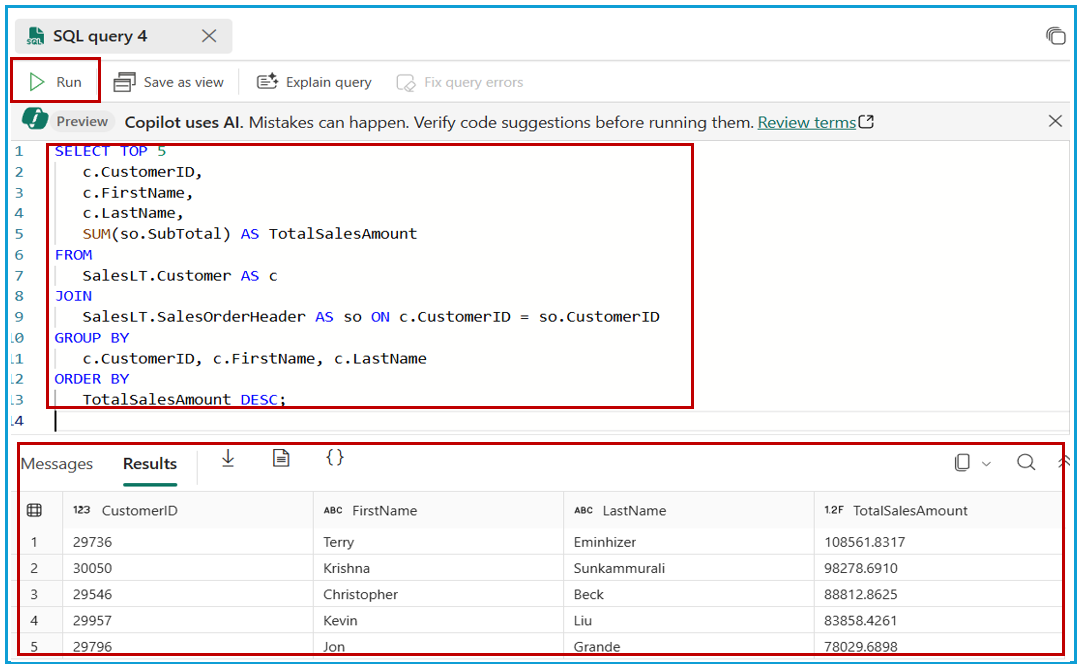 SQL query 4
Run Save as view Explain query Fix query errors
Preview Copilot uses AI. Mistakes can happen. Verify code suggestions before running them. Review terms
1 SELECT TOP 5
2 c.CustomerID,
3 c.FirstName,
4 c.LastName,
5 SUM(so.SubTotal) AS TotalSalesAmount
6 FROM
7 SalesLT.Customer AS c
8 JOIN
9 SalesLT.SalesOrderHeader AS so ON c.CustomerID = so.CustomerID
10 GROUP BY
11 c.CustomerID, c.FirstName, c.LastName
12 ORDER BY
13 TotalSalesAmount DESC;
14
Messages Results {}
123 CustomerID ABC FirstName ABC LastName 1.2F TotalSalesAmount
1 29736 Terry Eminhizer 108561.8317
2 30050 Krishna Sunkammurali 98278.6910
3 29546 Christopher Beck 88812.8625
4 29957 Kevin Liu 83858.4261
5 29796 Jon Grande 78029.6898